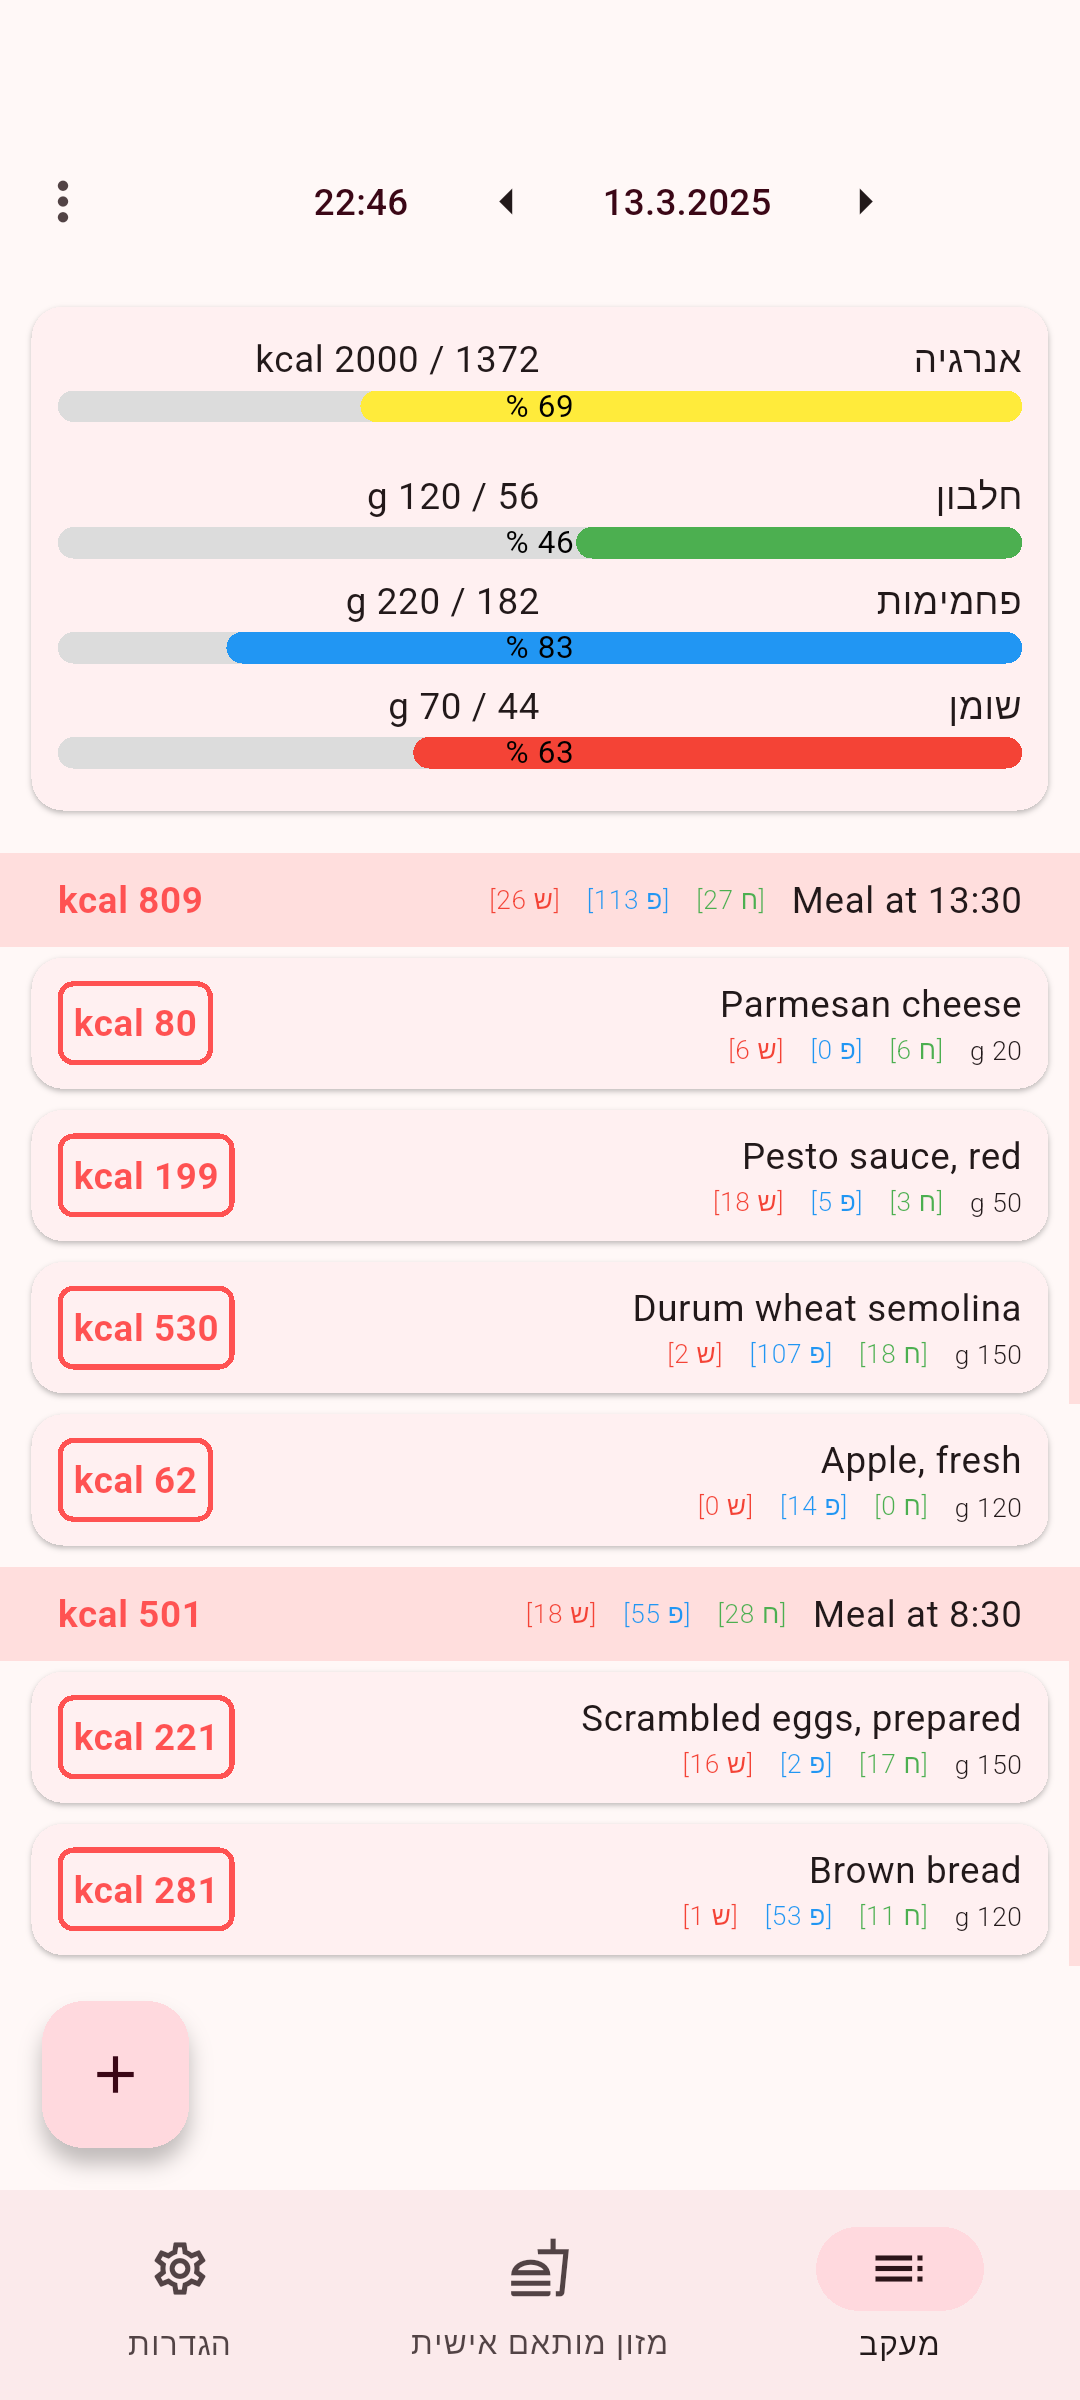 22:46
13.3.2025
אנרגיה
1372 / 2000 kcal
69 %
חלבון
56 / 120 g
46 %
פחמימות
182 / 220 g
83 %
שומן
44 / 70 g
63 %
Meal at 13:30 [ח 27] [פ 113] [ש 26] 809 kcal
Parmesan cheese
20 g [ח 6] [פ 0] [ש 6]
80 kcal
Pesto sauce, red
50 g [ח 3] [פ 5] [ש 18]
199 kcal
Durum wheat semolina
150 g [ח 18] [פ 107] [ש 2]
530 kcal
Apple, fresh
120 g [ח 0] [פ 14] [ש 0]
62 kcal
Meal at 8:30 [ח 28] [פ 55] [ש 18] 501 kcal
Scrambled eggs, prepared
150 g [ח 17] [פ 2] [ש 16]
221 kcal
Brown bread
120 g [ח 11] [פ 53] [ש 1]
281 kcal
מעקב
מזון מותאם אישית
הגדרות